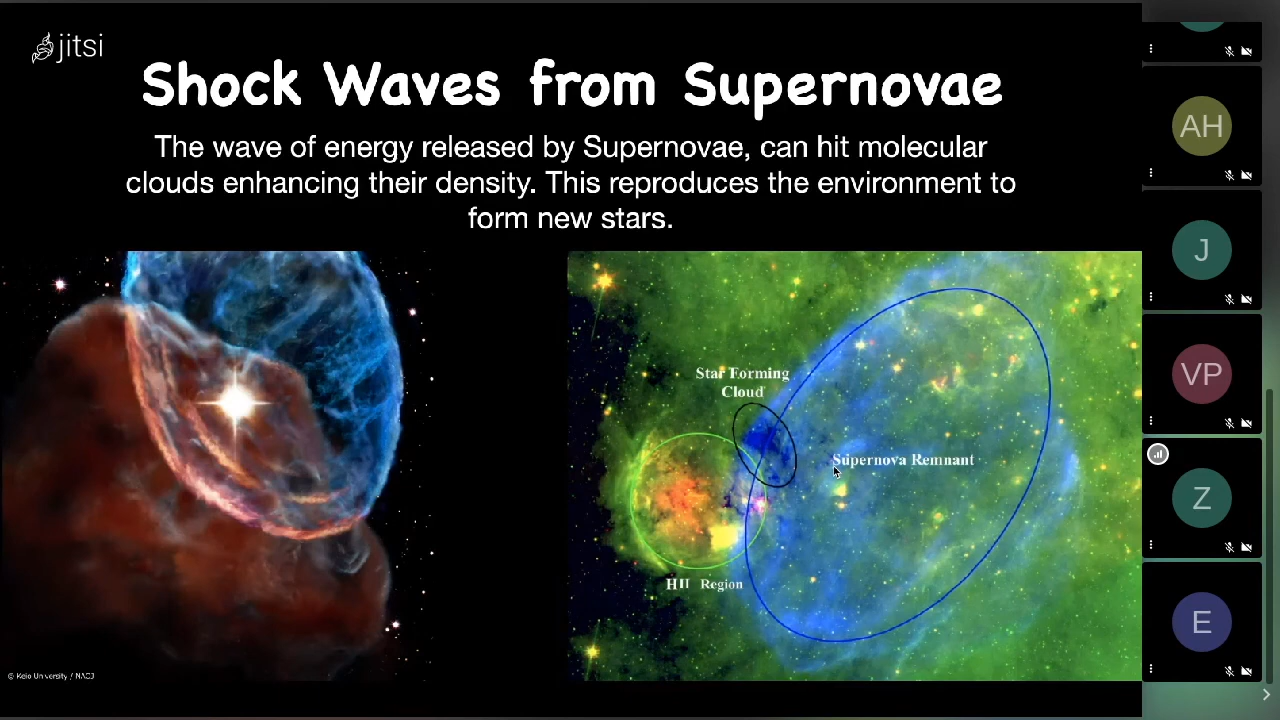 jitsi
Shock Waves from Supernovae
The wave of energy released by Supernovae, can hit molecular
clouds enhancing their density. This reproduces the environment to
form new stars.
Star Forming
Cloud
Supernova Remnant
HII Region
© Keio University / NAOJ
AH
J
VP
Z
E